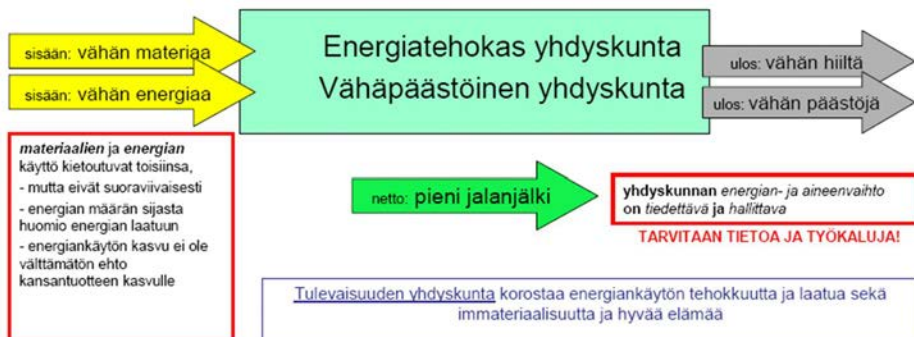 sisään: vähän materiaa
sisään: vähän energiaa
Energiatehokas yhdyskunta
Vähäpäästöinen yhdyskunta
ulos: vähän hiiltä
ulos: vähän päästöjä
materiaalien ja energian
käyttö kietoutuvat toisiinsa,
- mutta eivät suoraviivaisesti
- energian määrän sijasta
huomio energian laatuun
- energiankäytön kasvu ei ole
välttämätön ehto
kansantuotteen kasvulle
netto: pieni jalanjälki
yhdyskunnan energian- ja aineenvaihto
on tiedettävä ja hallittava
TARVITAAN TIETOA JA TYÖKALUJA!
Tulevaisuuden yhdyskunta korostaa energiankäytön tehokkuutta ja laatua sekä
immateriaalisuutta ja hyvää elämää